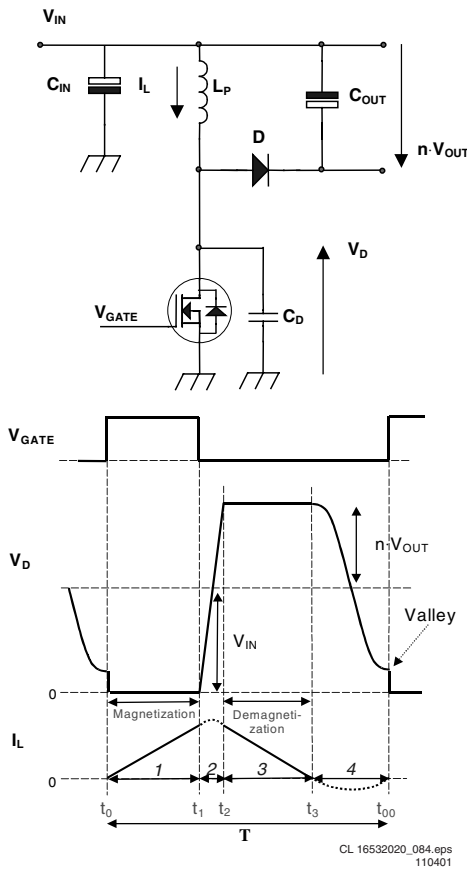 V_IN
C_IN
I_L
L_P
C_OUT
D
n·V_OUT
V_D
V_GATE
C_D
V_GATE
n·V_OUT
V_D
Valley
V_IN
0
Magnetization
Demagneti-
zation
I_L
1 2 3 4
0
t_0 t_1 t_2 t_3 t_00
T
CL 16532020_084.eps
110401